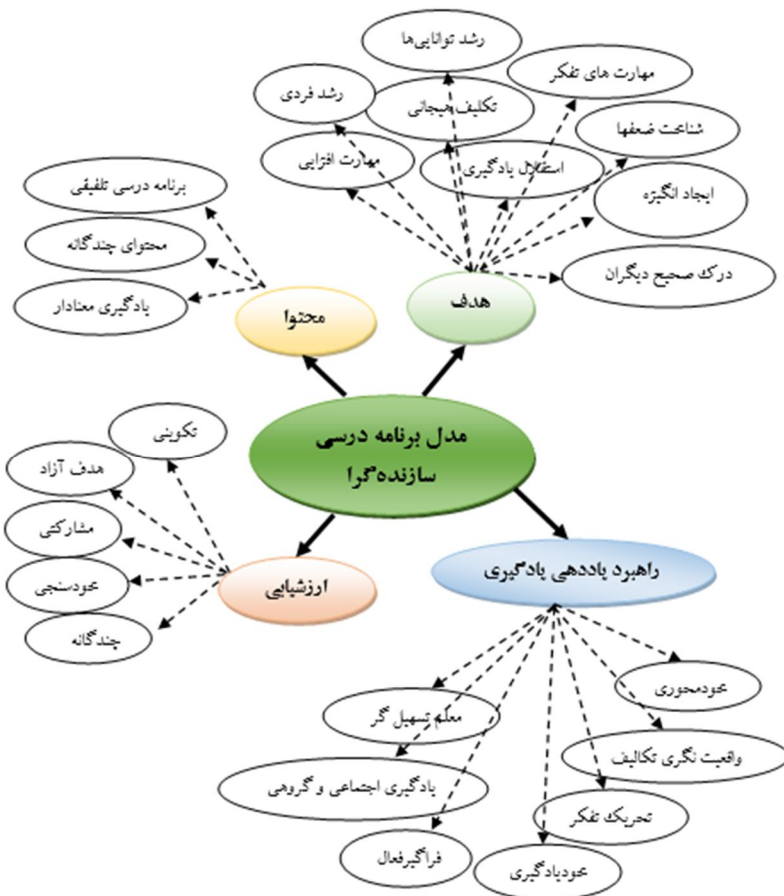 رشد توانایی‌ها
مهارت های تفکر
رشد فردی
تکلیف هیجانی
شناخت ضعفها
مهارت افزایی
استقلال یادگیری
ایجاد انگیزه
درک صحیح دیگران
برنامه درسی تلفیقی
محتوای چندگانه
یادگیری معنادار
محتوا
هدف
مدل برنامه درسی
سازنده‌گرا
تکوینی
هدف آزاد
مشارکتی
خودسنجی
چندگانه
ارزشیابی
راهبرد یاددهی یادگیری
خودمحوری
معلم تسهیل گر
واقعیت نگری تکالیف
یادگیری اجتماعی و گروهی
تحریک تفکر
فراگیرفعال
خودیادگیری